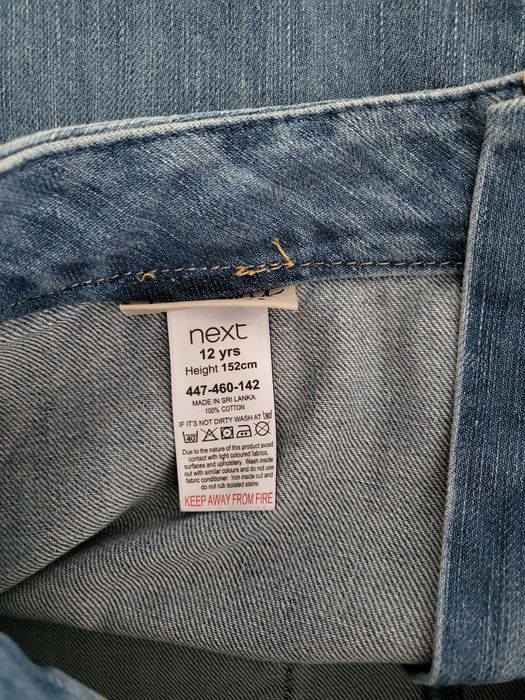 next
12 yrs
Height 152cm
447-460-142
MADE IN SRI LANKA
100% COTTON
IF IT'S NOT DIRTY WASH AT 30
40
Due to the nature of this product avoid
contact with light coloured fabrics,
surfaces and upholstery. Wash inside
out with similar colours and do not use
fabric conditioner. Iron inside out and
do not rub isolated stains.
KEEP AWAY FROM FIRE